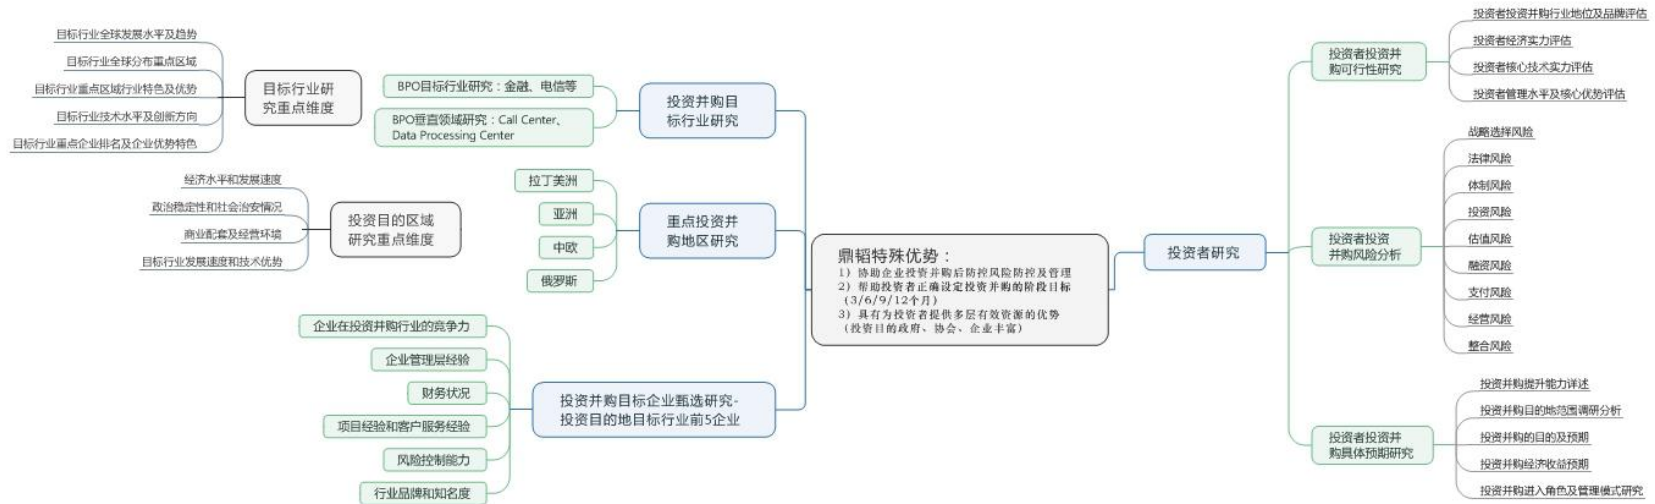 目标行业全球发展水平及趋势
目标行业全球分布重点区域
目标行业重点区域行业特色及优势
目标行业技术水平及创新方向
目标行业重点企业排名及企业优势特色
目标行业研
究重点维度
BPO目标行业研究：金融、电信等
BPO垂直领域研究：Call Center、
Data Processing Center
投资并购目
标行业研究
经济水平和发展速度
政治稳定性和社会治安情况
商业配套及经营环境
目标行业发展速度和技术优势
投资目的区域
研究重点维度
拉丁美洲
亚洲
中欧
俄罗斯
重点投资并
购地区研究
企业在投资并购行业的竞争力
企业管理层经验
财务状况
项目经验和客户服务经验
风险控制能力
行业品牌和知名度
投资并购目标企业甄选研究-
投资目的地目标行业前5企业
鼎韬特殊优势：
1）协助企业投资并购后防控风险防控及管理
2）帮助投资者正确设定投资并购的阶段目标
（3/6/9/12个月）
3）具有为投资者提供多层有效资源的优势
（投资目的政府、协会、企业丰富）
投资者研究
投资者投资并
购可行性研究
投资者投资并购行业地位及品牌评估
投资者经济实力评估
投资者核心技术实力评估
投资者管理水平及核心优势评估
投资者投资
并购风险分析
战略选择风险
法律风险
体制风险
投资风险
估值风险
融资风险
支付风险
经营风险
整合风险
投资者投资并
购具体预期研究
投资并购提升能力详述
投资并购目的地范围调研分析
投资并购的目的及预期
投资并购经济收益预期
投资并购进入角色及管理模式研究